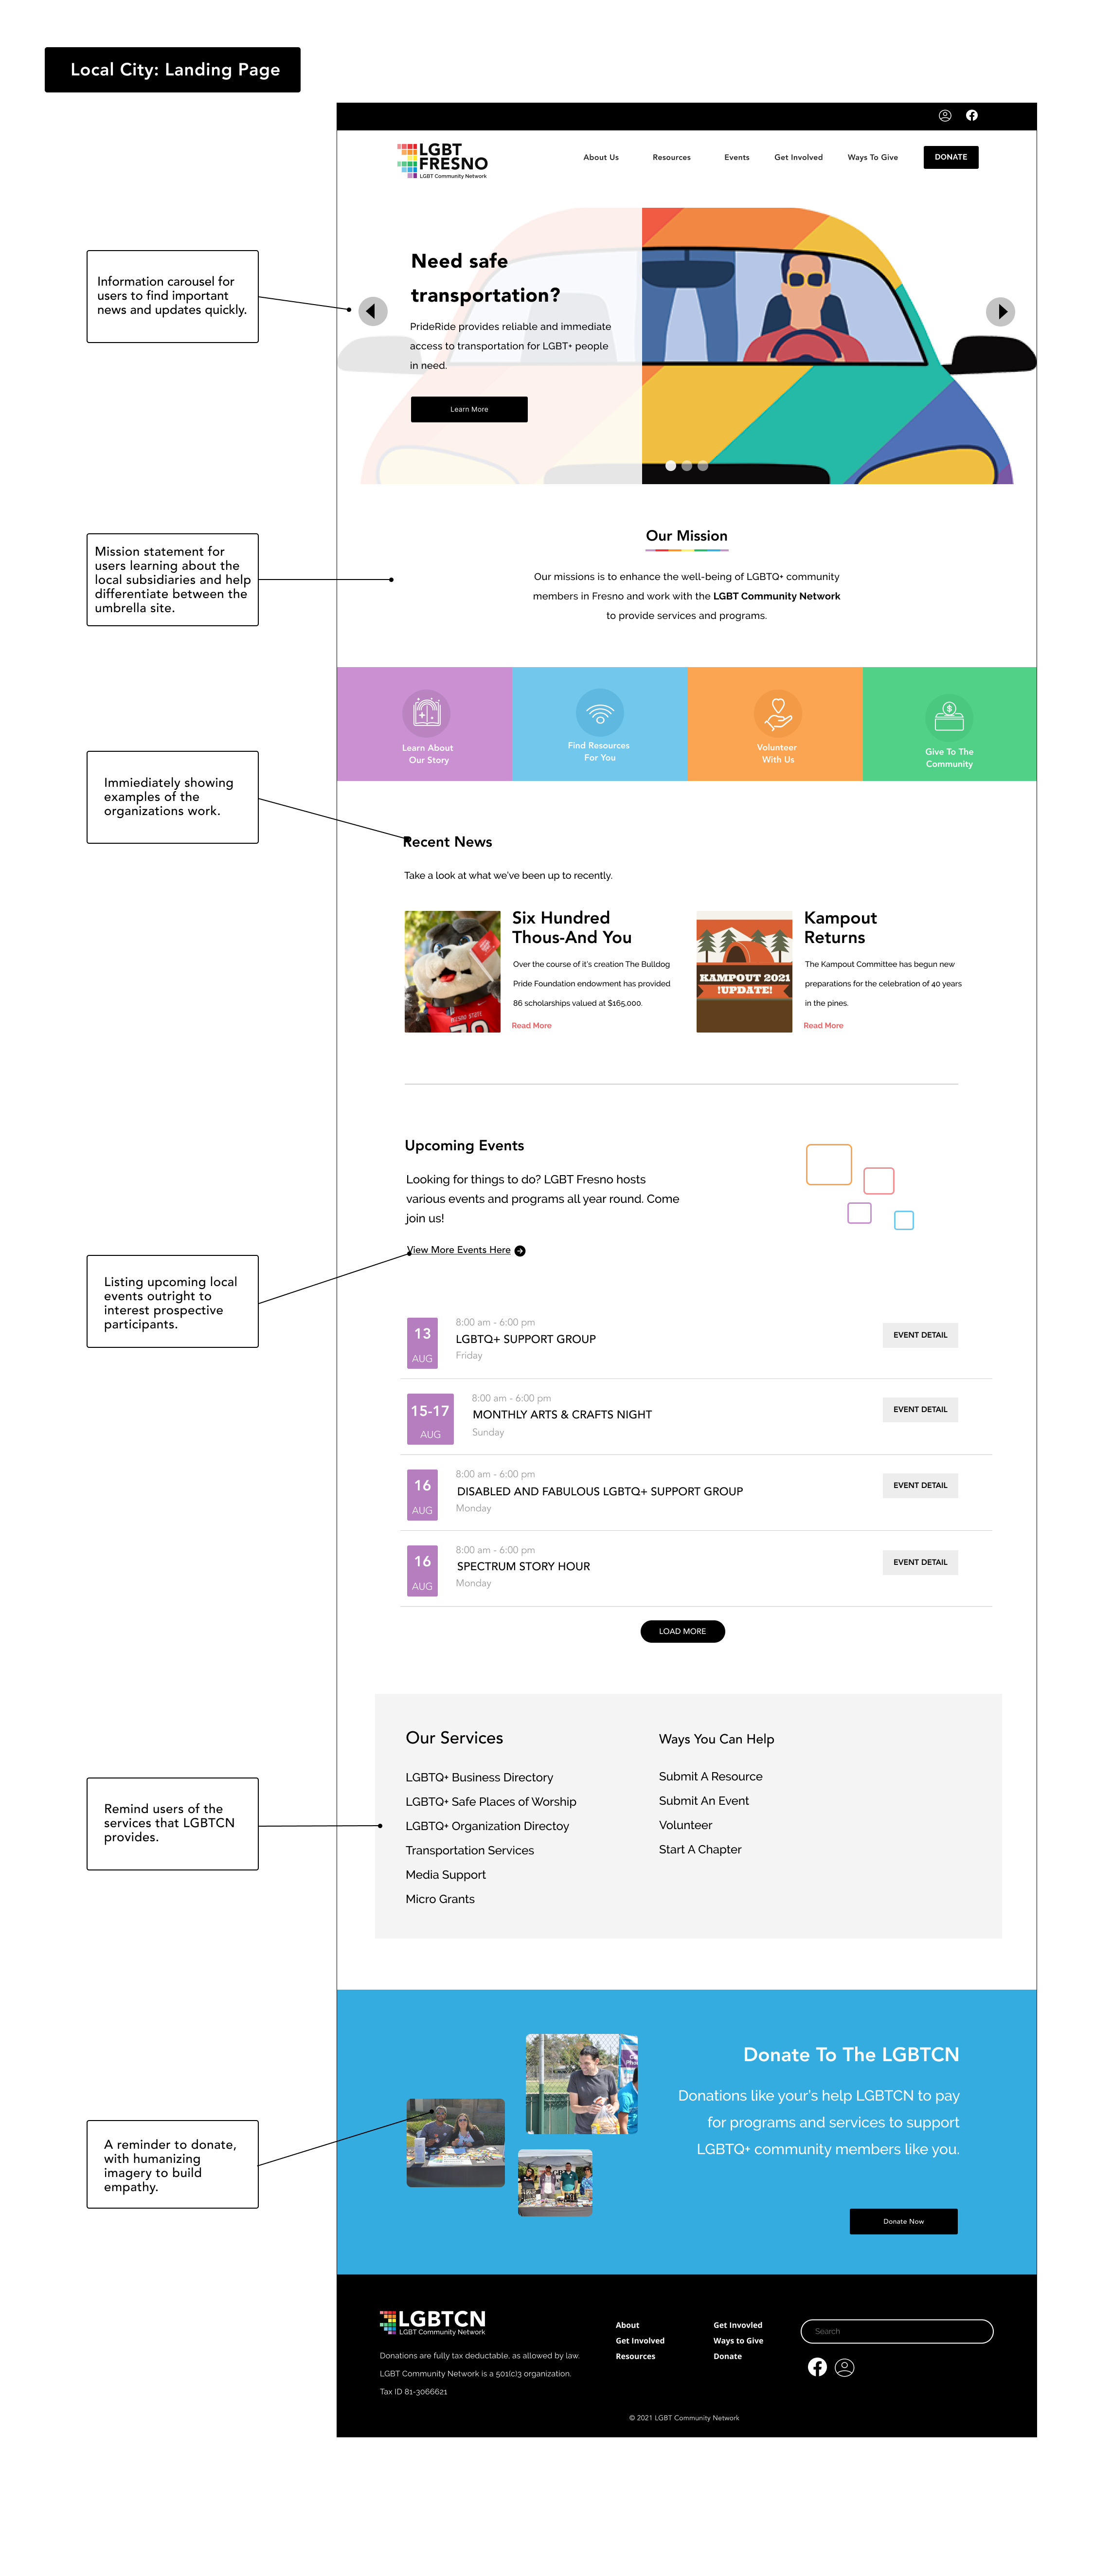 Local City: Landing Page
LGBT
FRESNO
LGBT Community Network
About Us
Resources
Events
Get Involved
Ways To Give
DONATE
Information carousel for
users to find important
news and updates quickly.
Need safe
transportation?
PrideRide provides reliable and immediate
access to transportation for LGBT+ people
in need.
Learn More
Mission statement for
users learning about the
local subsidiaries and help
differentiate between the
umbrella site.
Our Mission
Our missions is to enhance the well-being of LGBTQ+ community
members in Fresno and work with the LGBT Community Network
to provide services and programs.
Learn About
Our Story
Find Resources
For You
Volunteer
With Us
Give To The
Community
Immiediately showing
examples of the
organizations work.
Recent News
Take a look at what we've been up to recently.
Six Hundred
Thous-And You
Over the course of it's creation The Bulldog
Pride Foundation endowment has provided
86 scholarships valued at $165,000.
Read More
KAMPOUT 2021
!UPDATE!
Kampout
Returns
The Kampout Committee has begun new
preparations for the celebration of 40 years
in the pines.
Read More
Upcoming Events
Looking for things to do? LGBT Fresno hosts
various events and programs all year round. Come
join us!
View More Events Here
Listing upcoming local
events outright to
interest prospective
participants.
13
AUG
8:00 am - 6:00 pm
LGBTQ+ SUPPORT GROUP
Friday
EVENT DETAIL
15-17
AUG
8:00 am - 6:00 pm
MONTHLY ARTS & CRAFTS NIGHT
Sunday
EVENT DETAIL
16
AUG
8:00 am - 6:00 pm
DISABLED AND FABULOUS LGBTQ+ SUPPORT GROUP
Monday
EVENT DETAIL
16
AUG
8:00 am - 6:00 pm
SPECTRUM STORY HOUR
Monday
EVENT DETAIL
LOAD MORE
Our Services
LGBTQ+ Business Directory
LGBTQ+ Safe Places of Worship
LGBTQ+ Organization Directoy
Transportation Services
Media Support
Micro Grants
Ways You Can Help
Submit A Resource
Submit An Event
Volunteer
Start A Chapter
Remind users of the
services that LGBTCN
provides.
Donate To The LGBTCN
Donations like your's help LGBTCN to pay
for programs and services to support
LGBTQ+ community members like you.
Donate Now
A reminder to donate,
with humanizing
imagery to build
empathy.
LGBTCN
LGBT Community Network
Donations are fully tax deductable, as allowed by law.
LGBT Community Network is a 501(c)3 organization.
Tax ID 81-3066621
About
Get Involved
Resources
Get Invovled
Ways to Give
Donate
Search
© 2021 LGBT Community Network